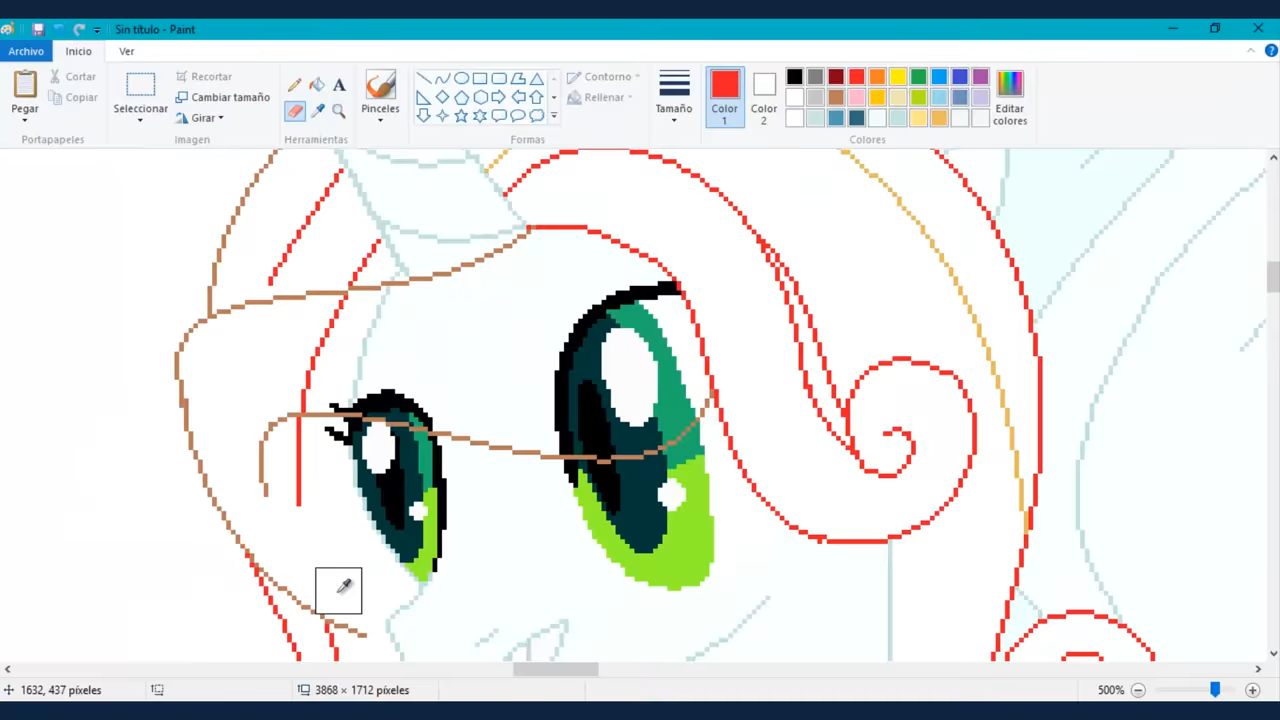 Sin título - Paint
Archivo Inicio Ver
Pegar
Cortar
Copiar
Portapapeles
Seleccionar
Recortar
Cambiar tamaño
Girar
Imagen
A
Herramientas
Pinceles
Contorno
Rellenar
Formas
Tamaño
Color
1
Color
2
Editar
colores
Colores
1632, 437 píxeles
3868 × 1712 píxeles
500%